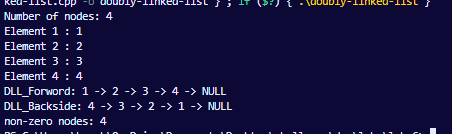 ked-list.cpp -o doubly-linked-list } ; if ($?) { .\doubly-linked-list }
Number of nodes: 4
Element 1 : 1
Element 2 : 2
Element 3 : 3
Element 4 : 4
DLL_Forword: 1 -> 2 -> 3 -> 4 -> NULL
DLL_Backside: 4 -> 3 -> 2 -> 1 -> NULL
non-zero nodes: 4